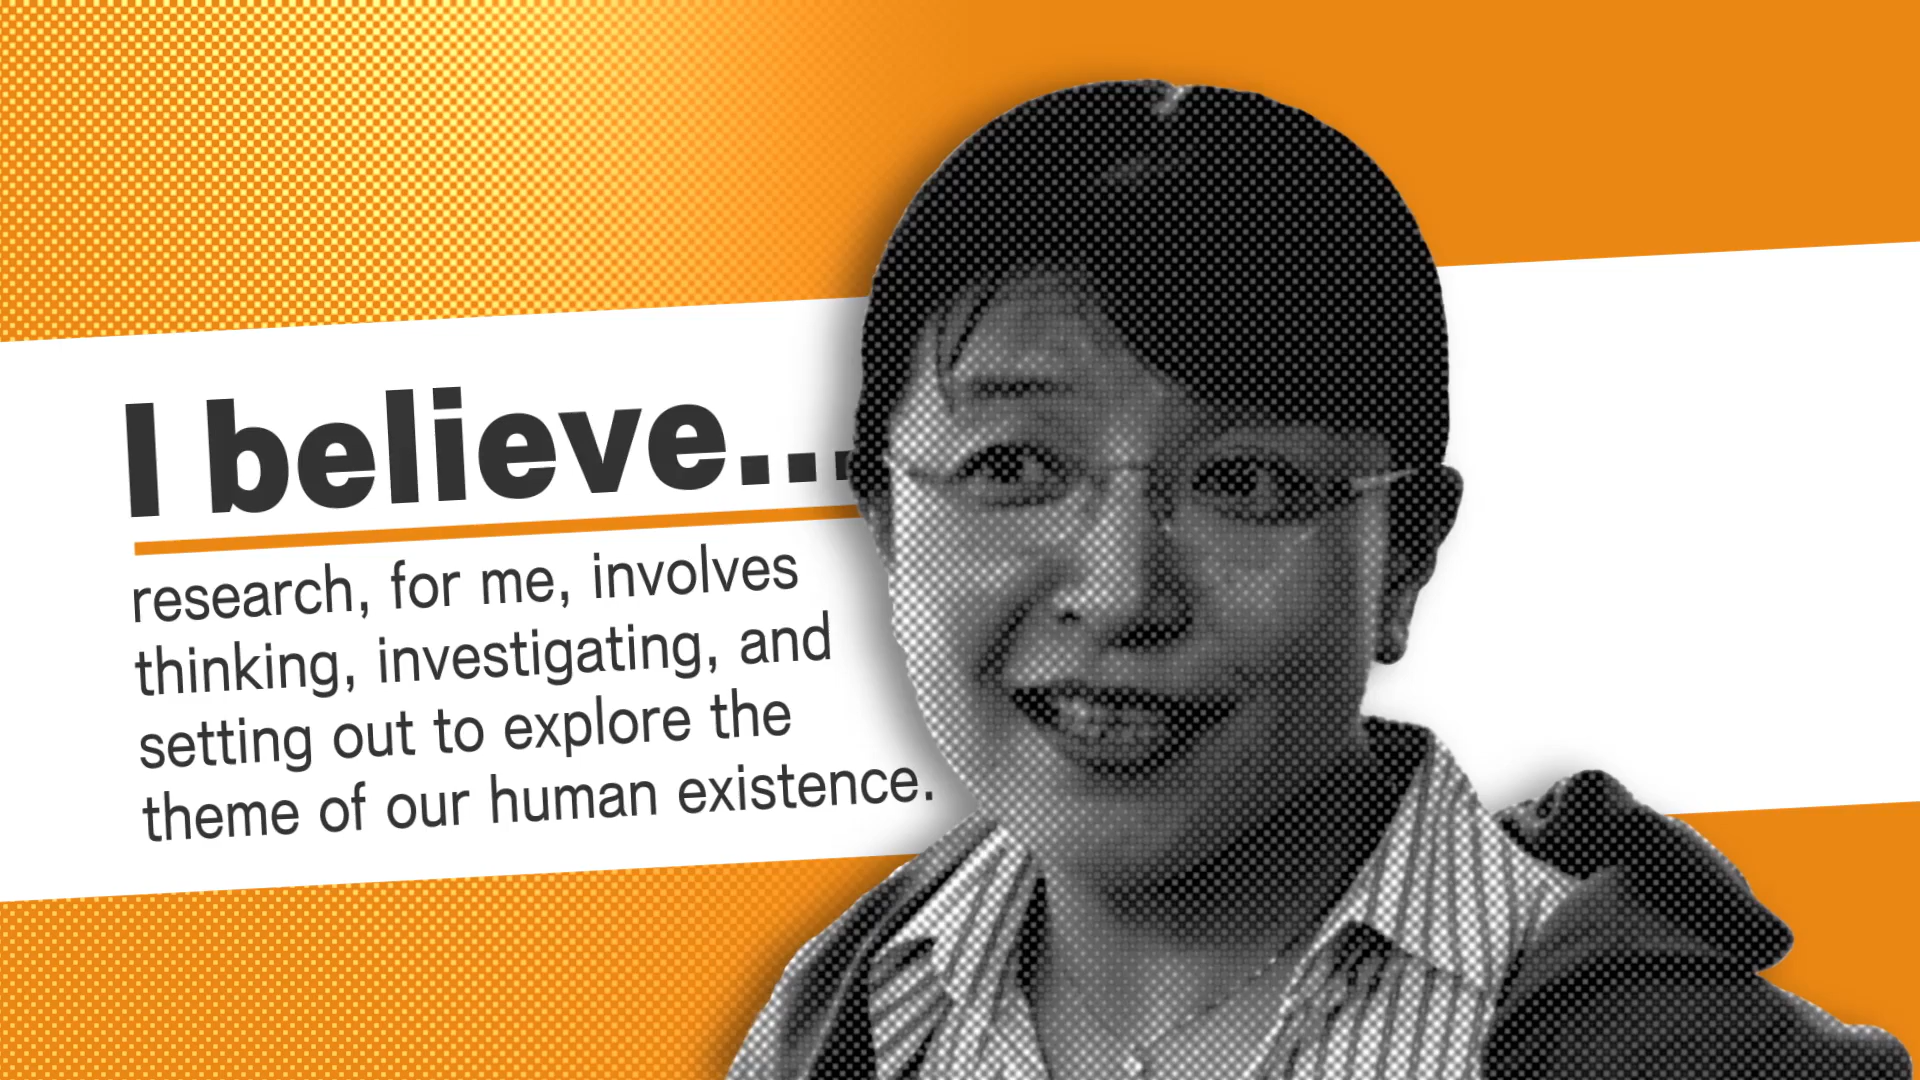 I believe...
research, for me, involves
thinking, investigating, and
setting out to explore the
theme of our human existence.